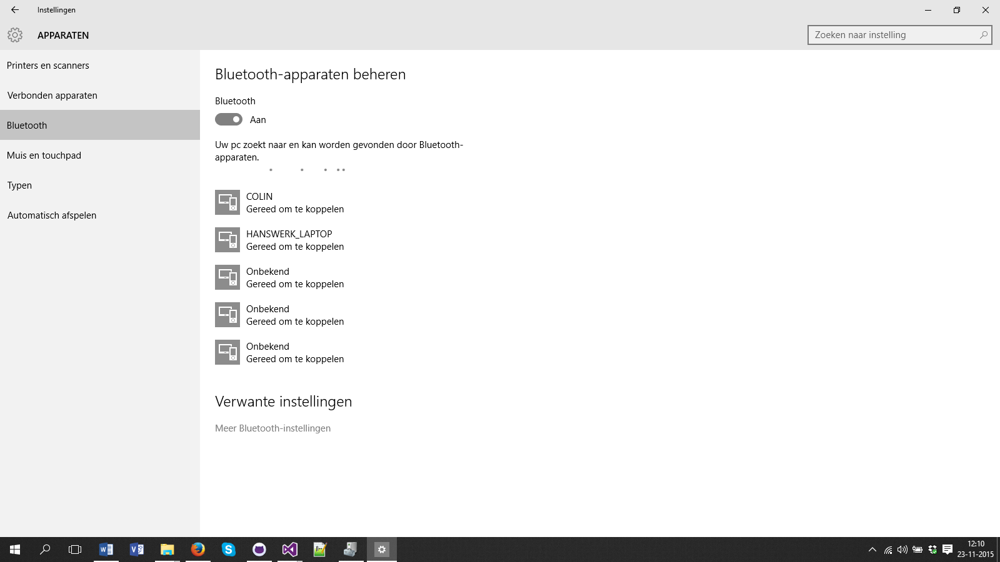 Instellingen
APPARATEN
Zoeken naar instelling
Printers en scanners
Verbonden apparaten
Bluetooth
Muis en touchpad
Typen
Automatisch afspelen
Bluetooth-apparaten beheren
Bluetooth
Aan
Uw pc zoekt naar en kan worden gevonden door Bluetooth-
apparaten.
COLIN
Gereed om te koppelen
HANSWERK_LAPTOP
Gereed om te koppelen
Onbekend
Gereed om te koppelen
Onbekend
Gereed om te koppelen
Onbekend
Gereed om te koppelen
Verwante instellingen
Meer Bluetooth-instellingen
12:10
23-11-2015